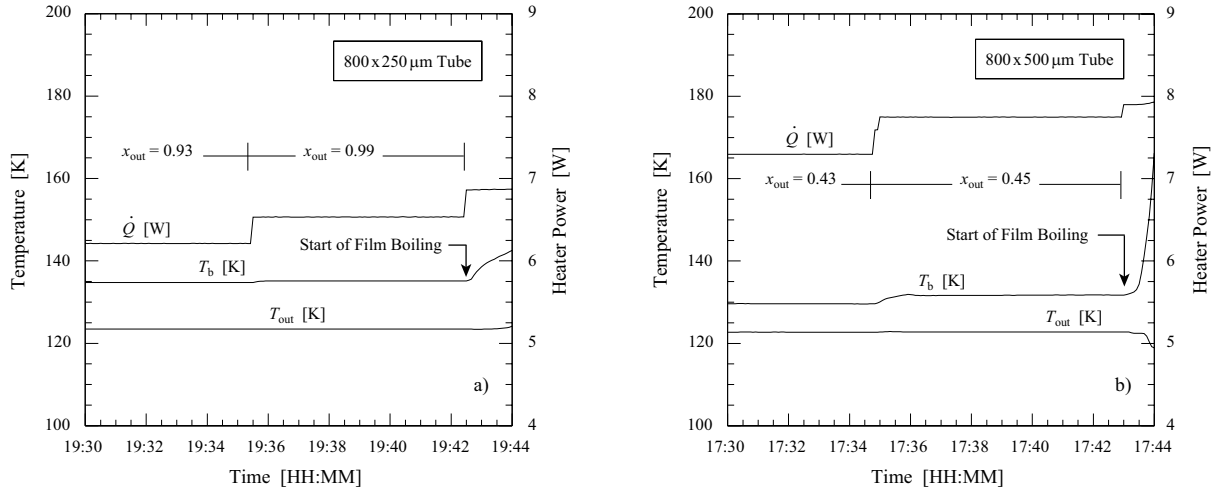 200
180
160
140
120
100
Temperature [K]
9
8
7
6
5
4
Heater Power [W]
800 x 250 µm Tube
x_out = 0.93
x_out = 0.99
Q̇ [W]
Start of Film Boiling
T_b [K]
T_out [K]
a)
19:30 19:32 19:34 19:36 19:38 19:40 19:42 19:44
Time [HH:MM]
200
180
160
140
120
100
Temperature [K]
9
8
7
6
5
4
Heater Power [W]
800 x 500 µm Tube
Q̇ [W]
x_out = 0.43
x_out = 0.45
Start of Film Boiling
T_b [K]
T_out [K]
b)
17:30 17:32 17:34 17:36 17:38 17:40 17:42 17:44
Time [HH:MM]